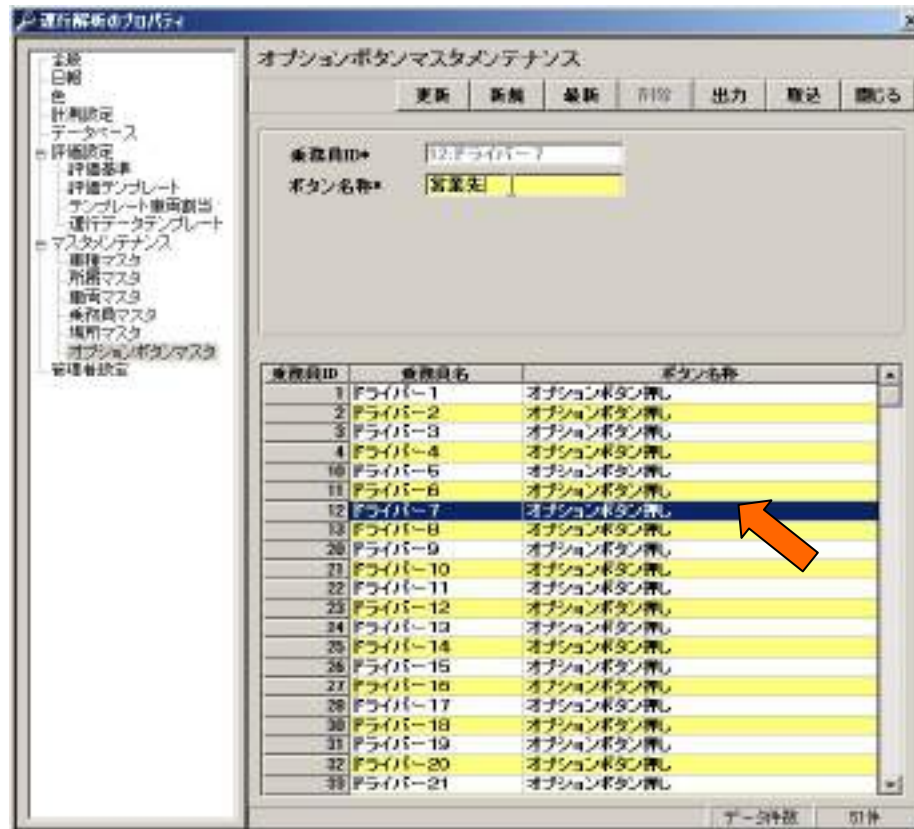 運行解析のプロパティ
全般
日報
色
計測設定
データベース
評価設定
評価基準
評価テンプレート
テンプレート車両割当
運行データテンプレート
マスタメンテナンス
車種マスタ
所属マスタ
車両マスタ
乗務員マスタ
場所マスタ
オプションボタンマスタ
管理者設定
オプションボタンマスタメンテナンス
更新 新規 最新 削除 出力 取込 閉じる
乗務員ID* 12:ドライバー7
ボタン名称* 営業先
乗務員ID 乗務員名 ボタン名称
1 ドライバー1 オプションボタン押し
2 ドライバー2 オプションボタン押し
3 ドライバー3 オプションボタン押し
4 ドライバー4 オプションボタン押し
10 ドライバー5 オプションボタン押し
11 ドライバー6 オプションボタン押し
12 ドライバー7 オプションボタン押し
13 ドライバー8 オプションボタン押し
20 ドライバー9 オプションボタン押し
21 ドライバー10 オプションボタン押し
22 ドライバー11 オプションボタン押し
23 ドライバー12 オプションボタン押し
24 ドライバー13 オプションボタン押し
25 ドライバー14 オプションボタン押し
26 ドライバー15 オプションボタン押し
27 ドライバー16 オプションボタン押し
28 ドライバー17 オプションボタン押し
30 ドライバー18 オプションボタン押し
31 ドライバー19 オプションボタン押し
32 ドライバー20 オプションボタン押し
33 ドライバー21 オプションボタン押し
データ件数 51件